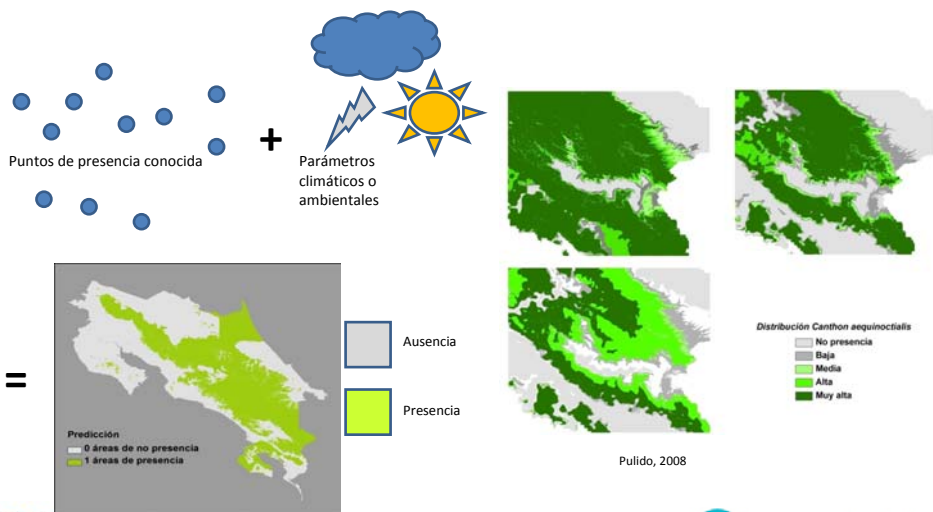 Puntos de presencia conocida
+
Parámetros
climáticos o
ambientales
=
Predicción
0 áreas de no presencia
1 áreas de presencia
Ausencia
Presencia
Distribución Canthon aequinoctialis
No presencia
Baja
Media
Alta
Muy alta
Pulido, 2008